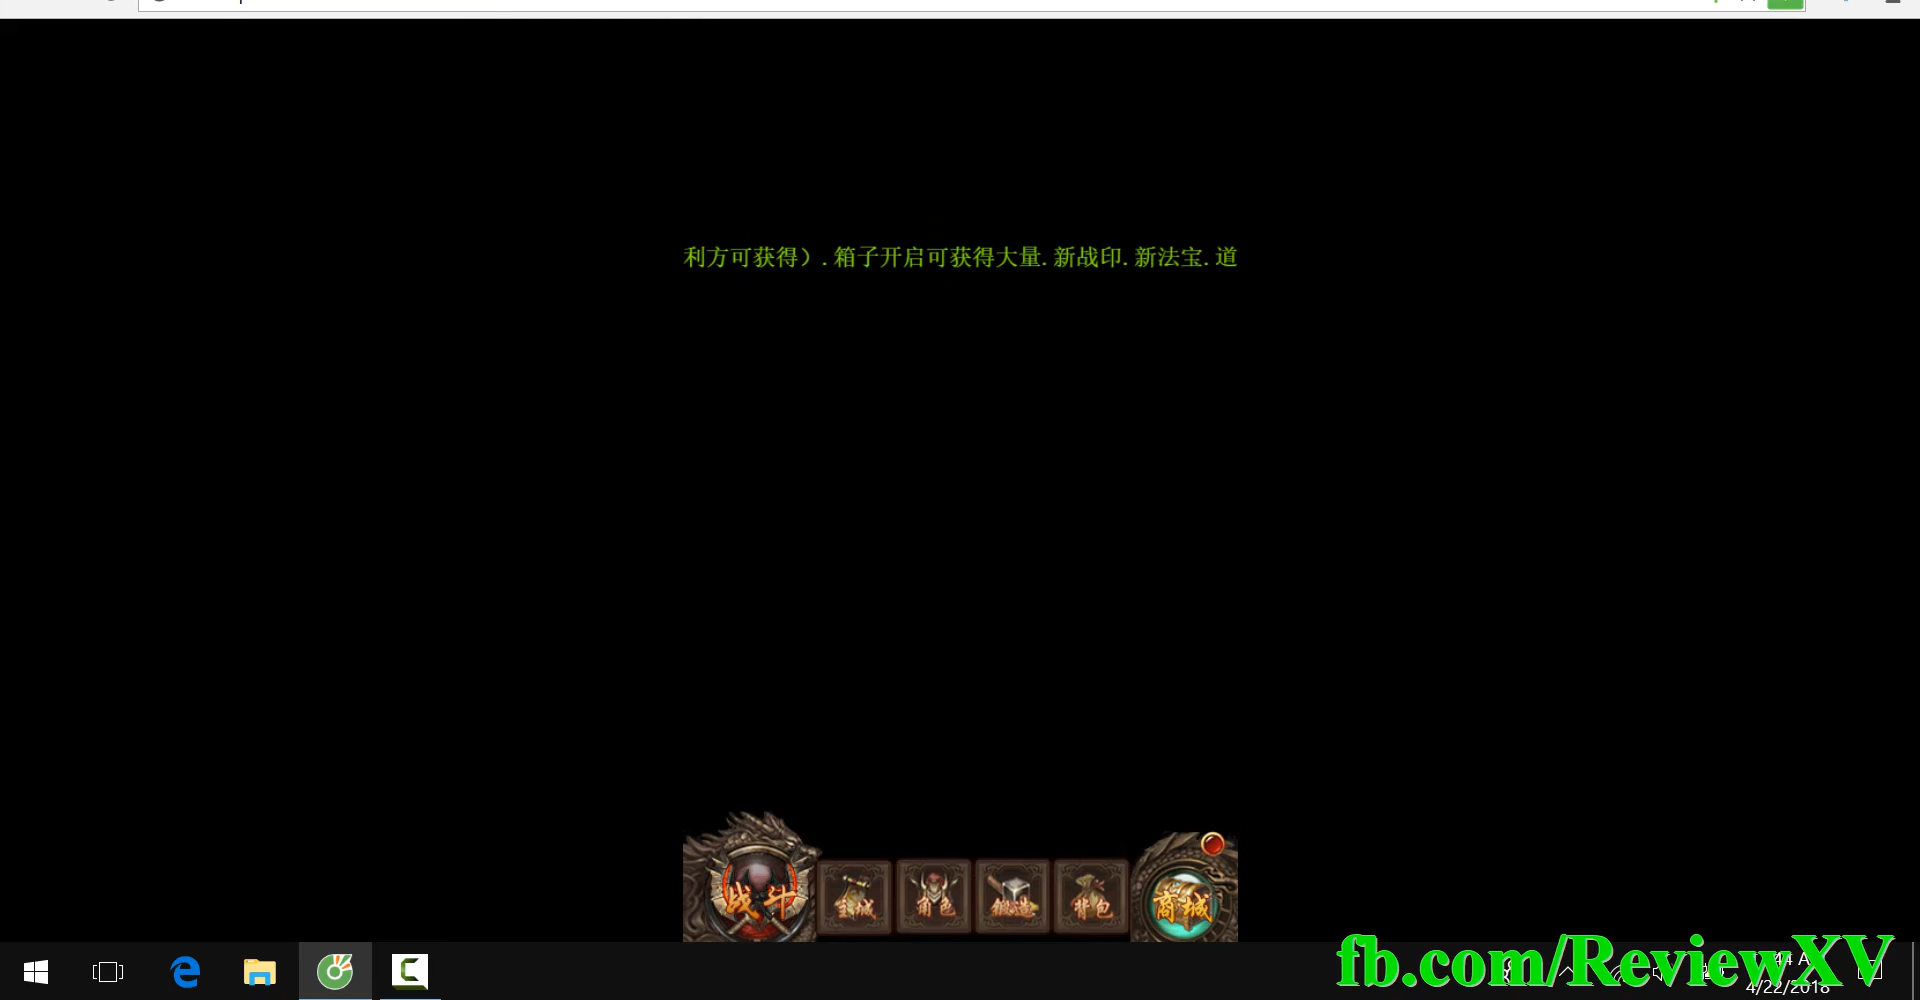 利方可获得）. 箱子开启可获得大量. 新战印. 新法宝. 道
战斗
主城
角色
锻造
背包
商城
fb.com/ReviewXV
4/22/2018